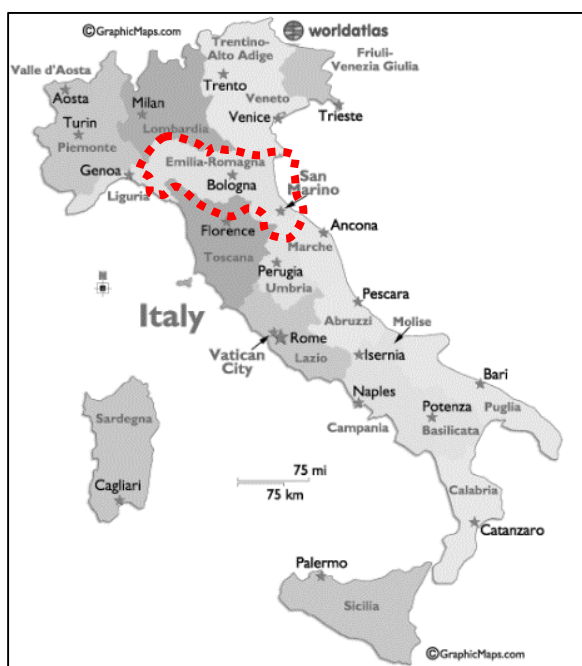 ©GraphicMaps.com
worldatlas
Trentino-
Alto Adige
Friuli-
Venezia Giulia
Valle d'Aosta
Aosta
Trento
Milan
Veneto
Lombardia
Venice
Trieste
Turin
Piemonte
Emilia-Romagna
Genoa
Bologna
San
Marino
Liguria
Florence
Ancona
Marche
Toscana
Perugia
Umbria
N
Pescara
Italy
Abruzzi
Molise
Rome
Vatican
City
Lazio
Isernia
Bari
Naples
Potenza
Puglia
Campania
Basilicata
Sardegna
75 mi
75 km
Calabria
Cagliari
Catanzaro
Palermo
Sicilia
©GraphicMaps.com